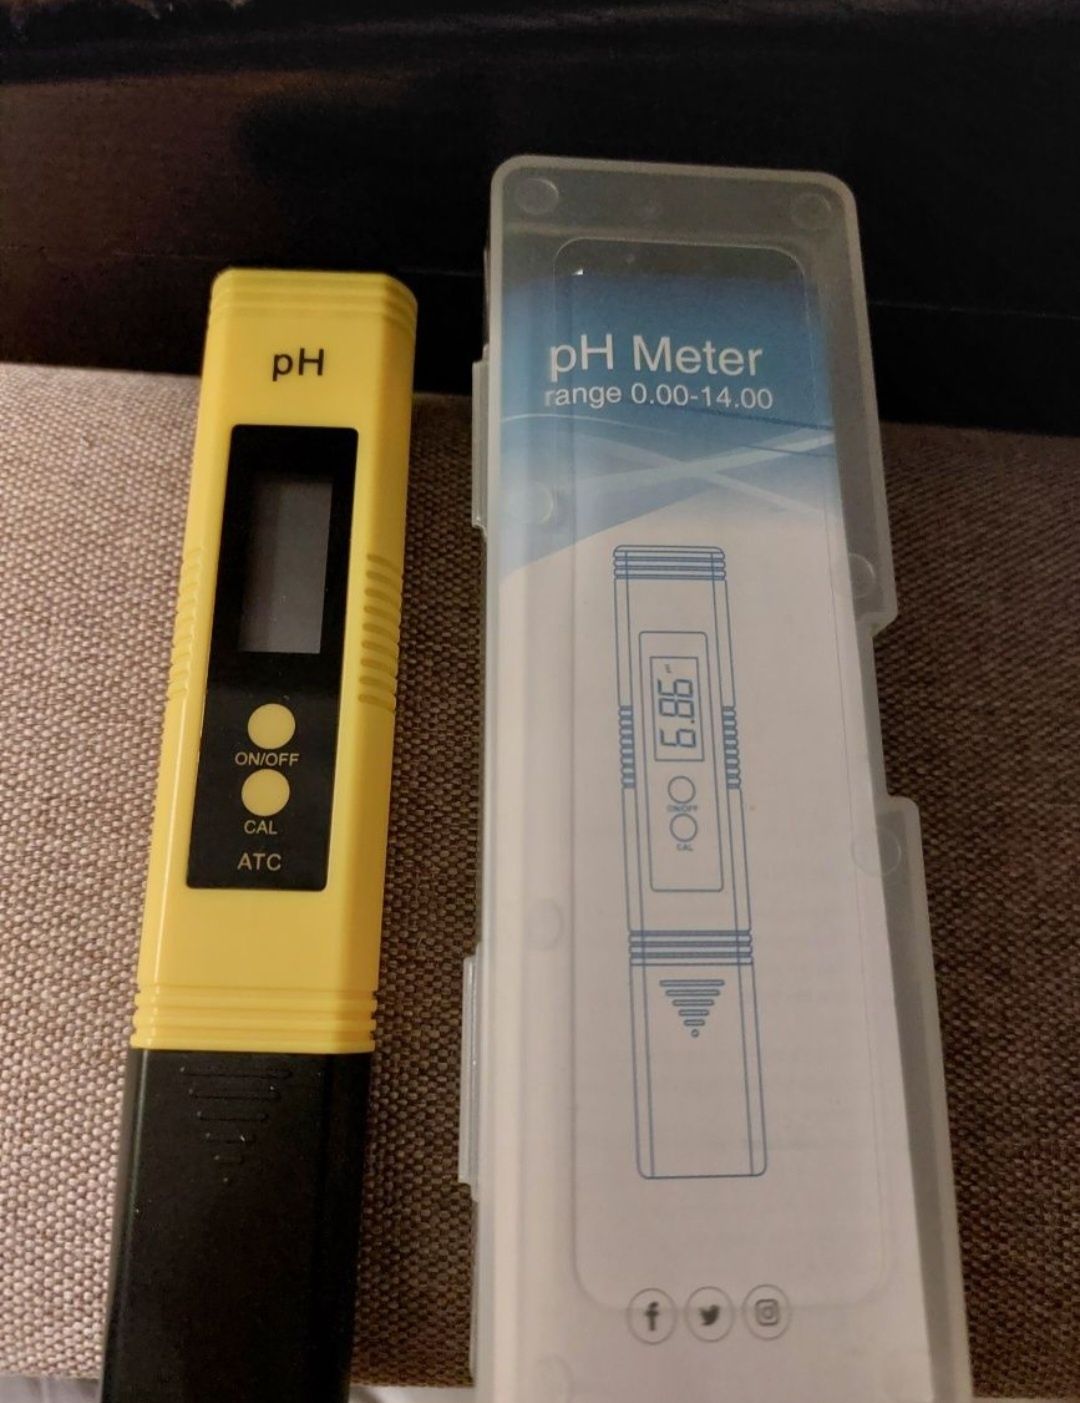 pH
ON/OFF
CAL
ATC
pH Meter
range 0.00-14.00
6.86
ON/OFF
CAL